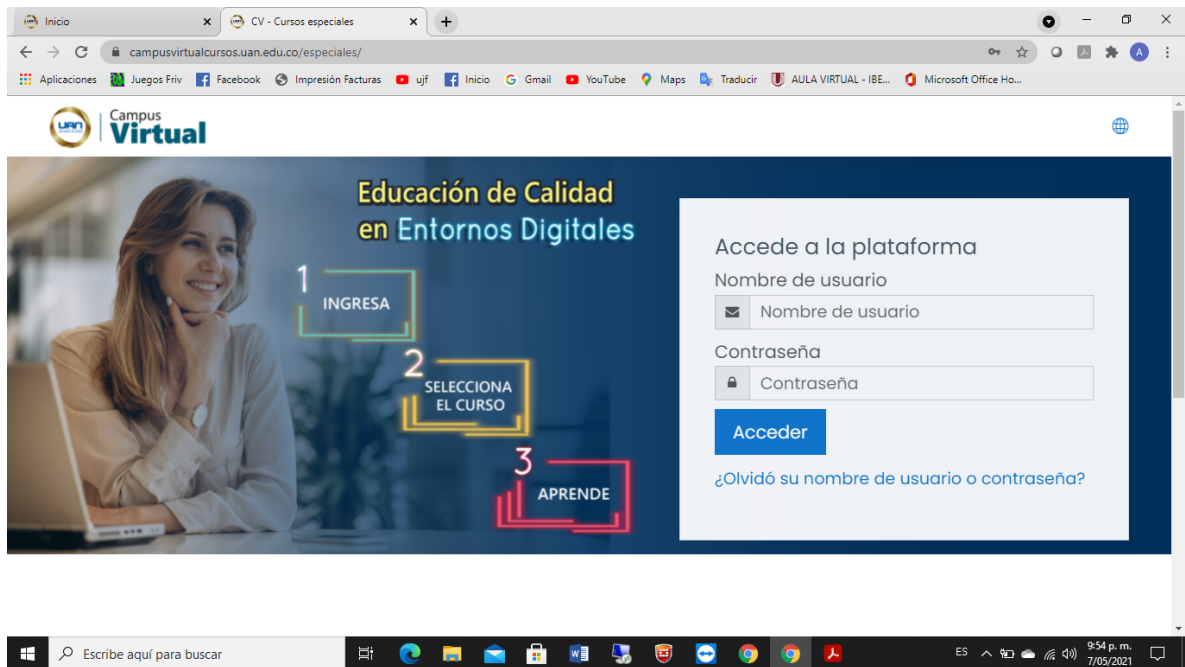 Inicio
CV - Cursos especiales
campusvirtualcursos.uan.edu.co/especiales/
A
Aplicaciones
Juegos Friv
Facebook
Impresión Facturas
ujf
Inicio
Gmail
YouTube
Maps
Traducir
AULA VIRTUAL - IBE...
Microsoft Office Ho...
UAN
Campus
Virtual
Educación de Calidad
en Entornos Digitales
1
INGRESA
2
SELECCIONA
EL CURSO
3
APRENDE
Accede a la plataforma
Nombre de usuario
Nombre de usuario
Contraseña
Contraseña
Acceder
¿Olvidó su nombre de usuario o contraseña?
Escribe aquí para buscar
ES
9:54 p. m.
7/05/2021